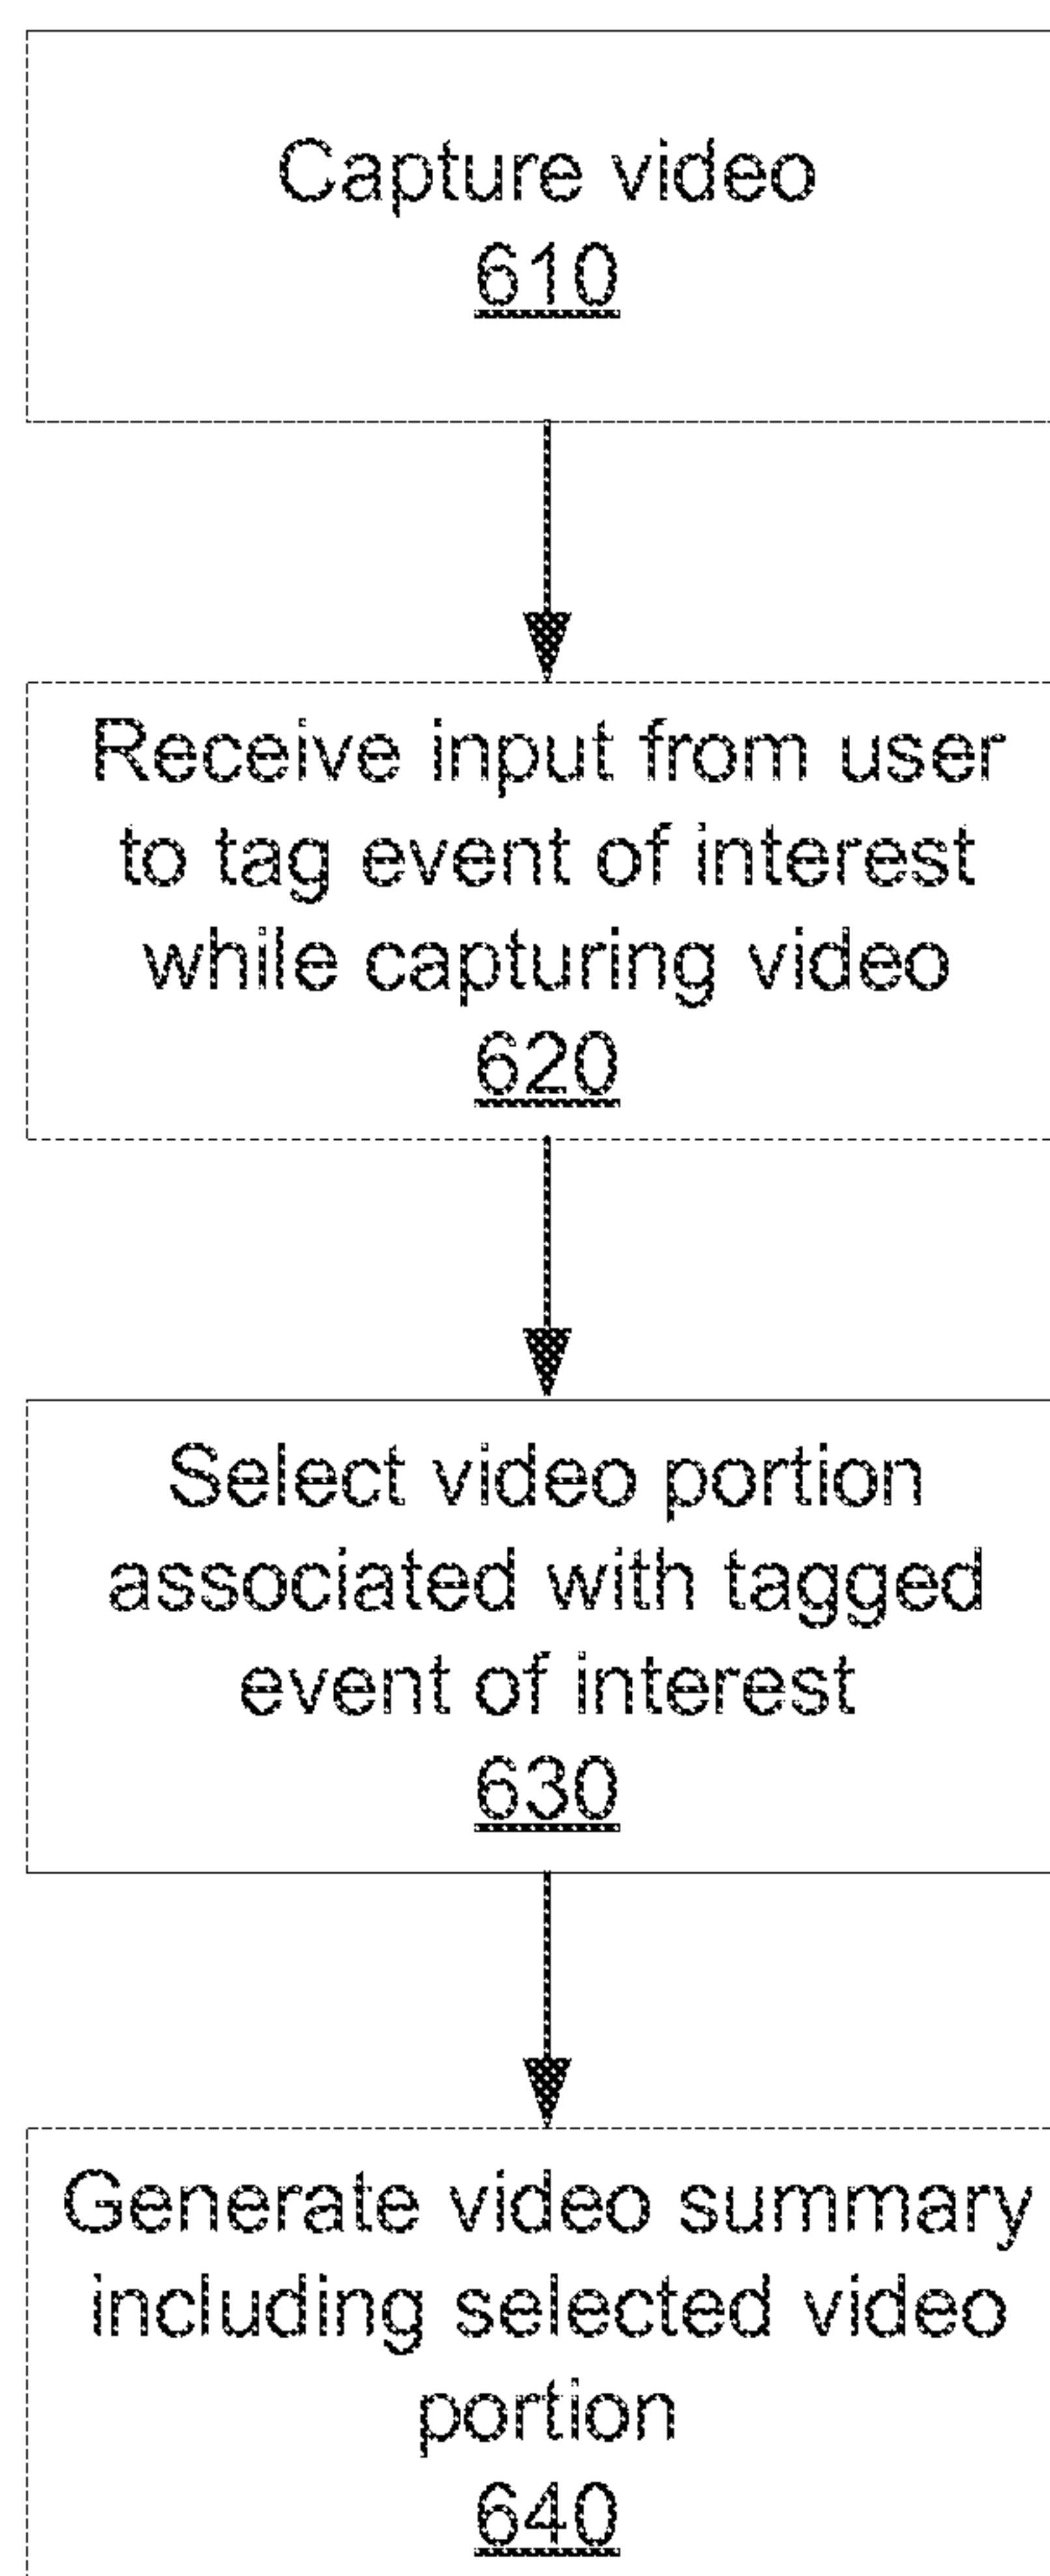 Capture video
610
Receive input from user
to tag event of interest
while capturing video
620
Select video portion
associated with tagged
event of interest
630
Generate video summary
including selected video
portion
640